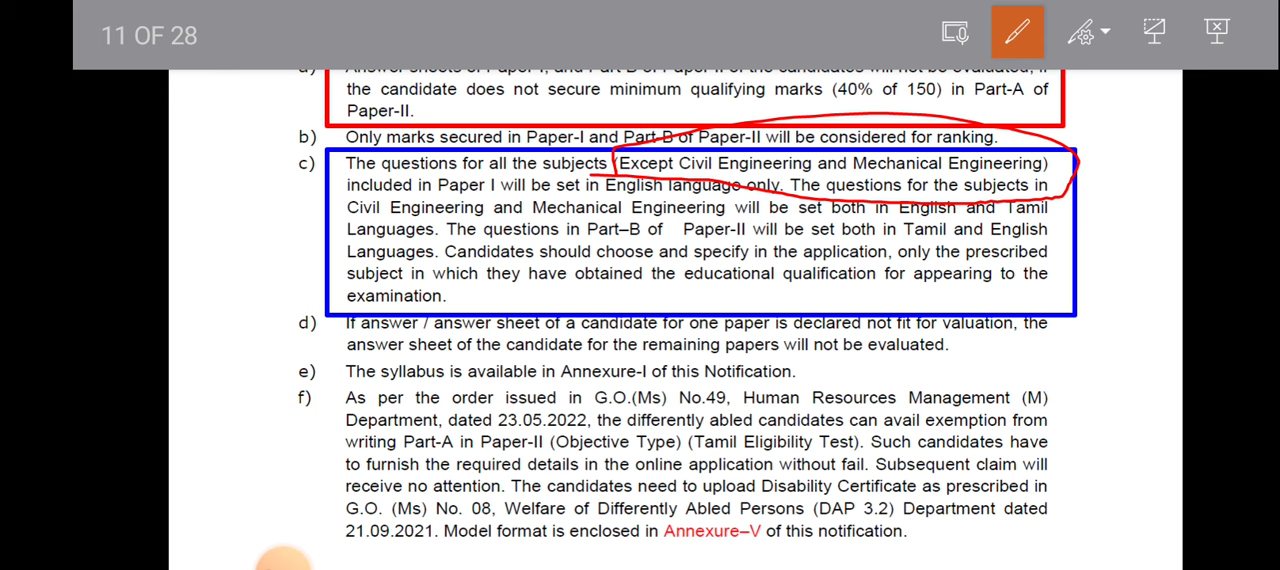 11 OF 28
the candidate does not secure minimum qualifying marks (40% of 150) in Part-A of
Paper-II.
b) Only marks secured in Paper-I and Part-B of Paper-II will be considered for ranking.
c) The questions for all the subjects (Except Civil Engineering and Mechanical Engineering)
included in Paper I will be set in English language only. The questions for the subjects in
Civil Engineering and Mechanical Engineering will be set both in English and Tamil
Languages. The questions in Part–B of Paper-II will be set both in Tamil and English
Languages. Candidates should choose and specify in the application, only the prescribed
subject in which they have obtained the educational qualification for appearing to the
examination.
d) If answer / answer sheet of a candidate for one paper is declared not fit for valuation, the
answer sheet of the candidate for the remaining papers will not be evaluated.
e) The syllabus is available in Annexure-I of this Notification.
f) As per the order issued in G.O.(Ms) No.49, Human Resources Management (M)
Department, dated 23.05.2022, the differently abled candidates can avail exemption from
writing Part-A in Paper-II (Objective Type) (Tamil Eligibility Test). Such candidates have
to furnish the required details in the online application without fail. Subsequent claim will
receive no attention. The candidates need to upload Disability Certificate as prescribed in
G.O. (Ms) No. 08, Welfare of Differently Abled Persons (DAP 3.2) Department dated
21.09.2021. Model format is enclosed in Annexure–V of this notification.